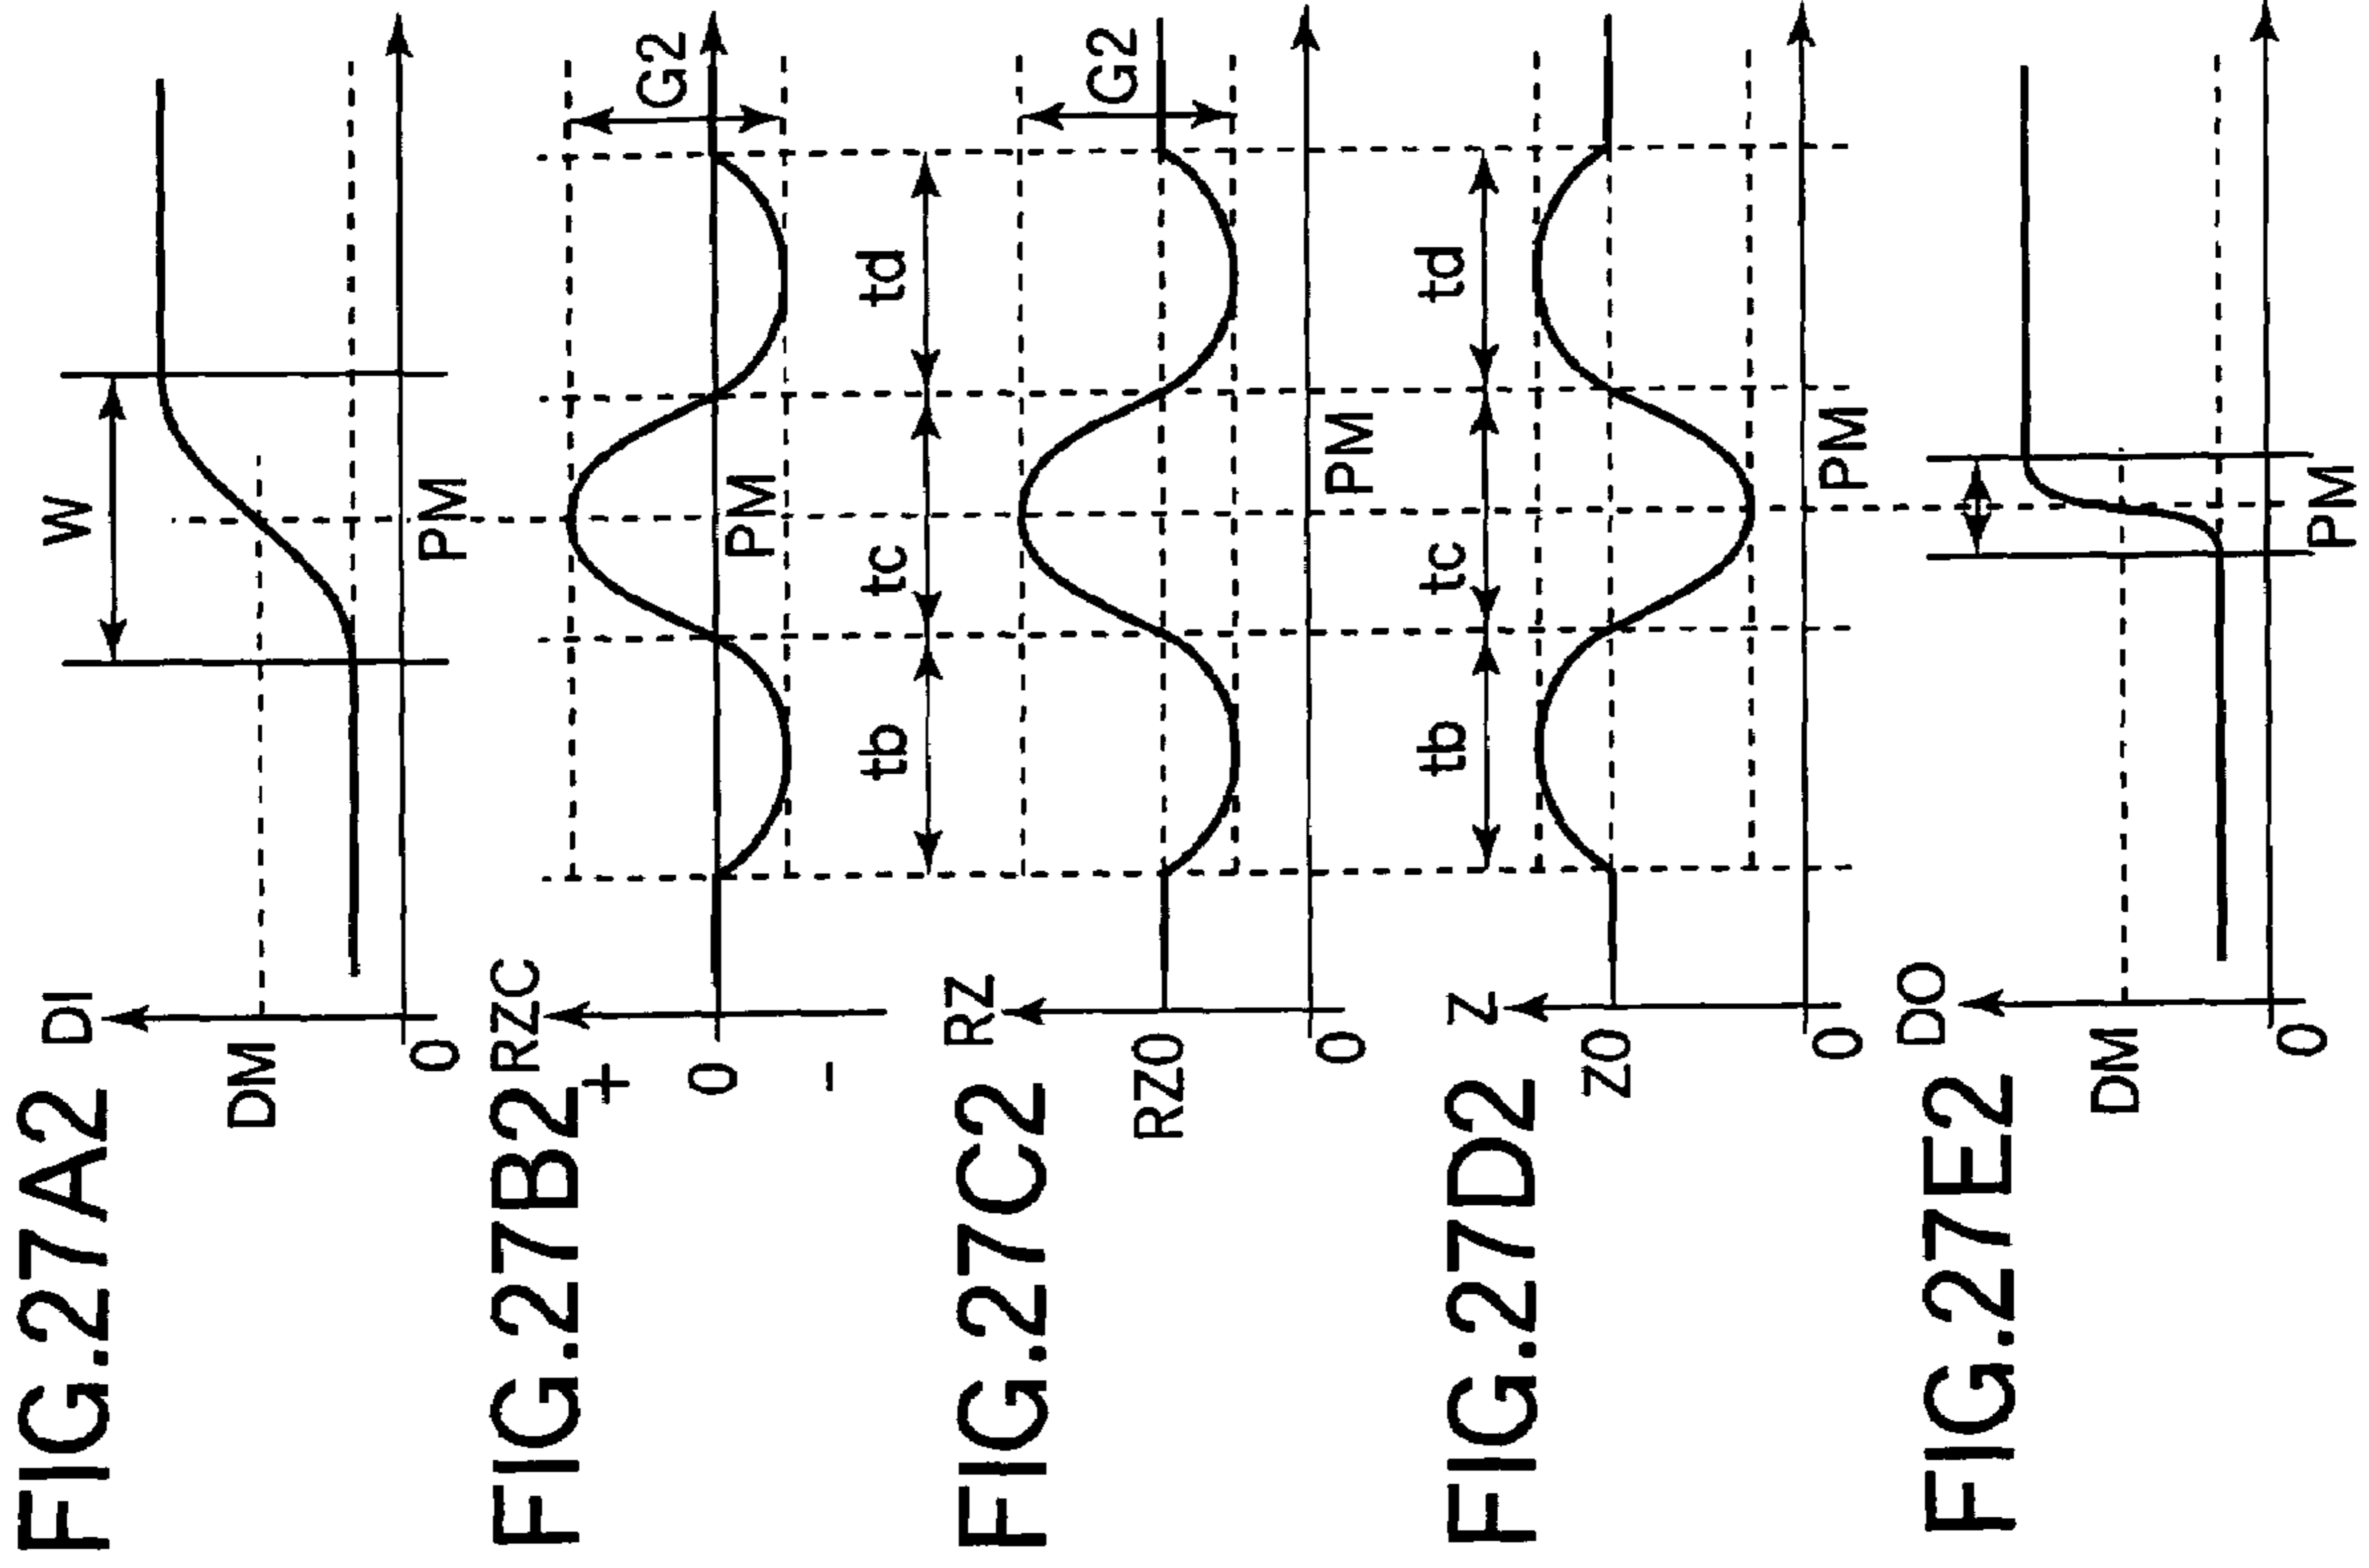 FIG.27A2
DI
W
DM
0
PM
FIG.27B2
RZC
+
0
-
PM
G2
tb
tc
td
FIG.27C2
RZ
RZ0
0
PM
G2
tb
tc
td
FIG.27D2
Z
Z0
0
PM
FIG.27E2
DO
DM
0
PM